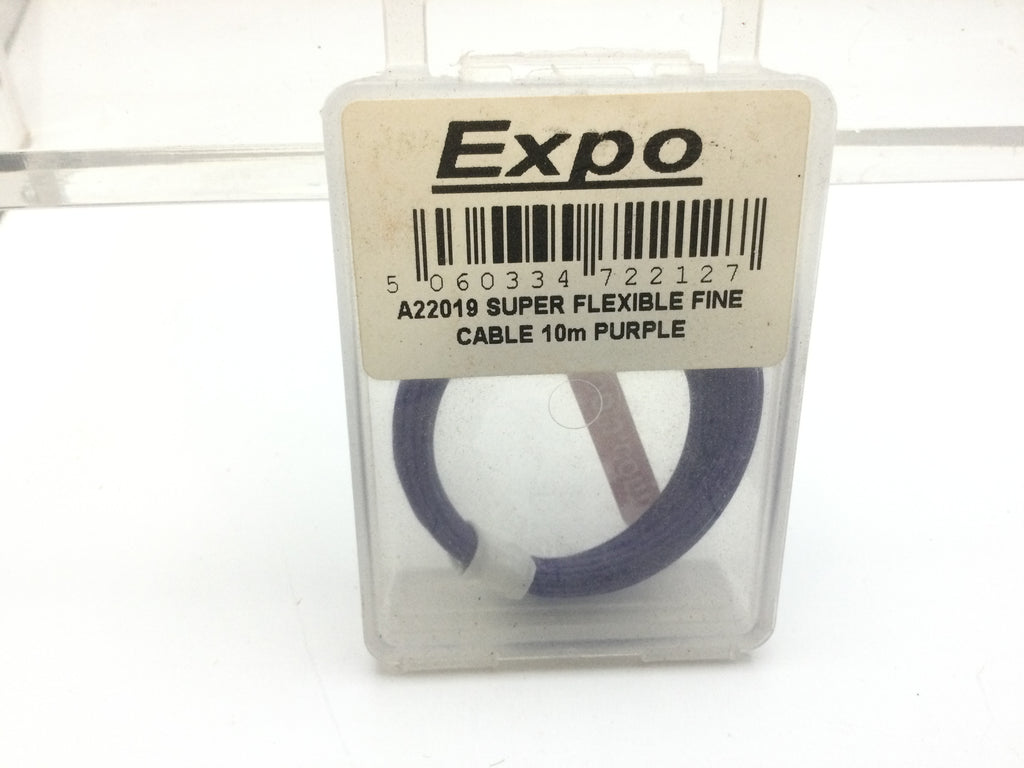 Expo
5 060334 722127
A22019 SUPER FLEXIBLE FINE
CABLE 10m PURPLE